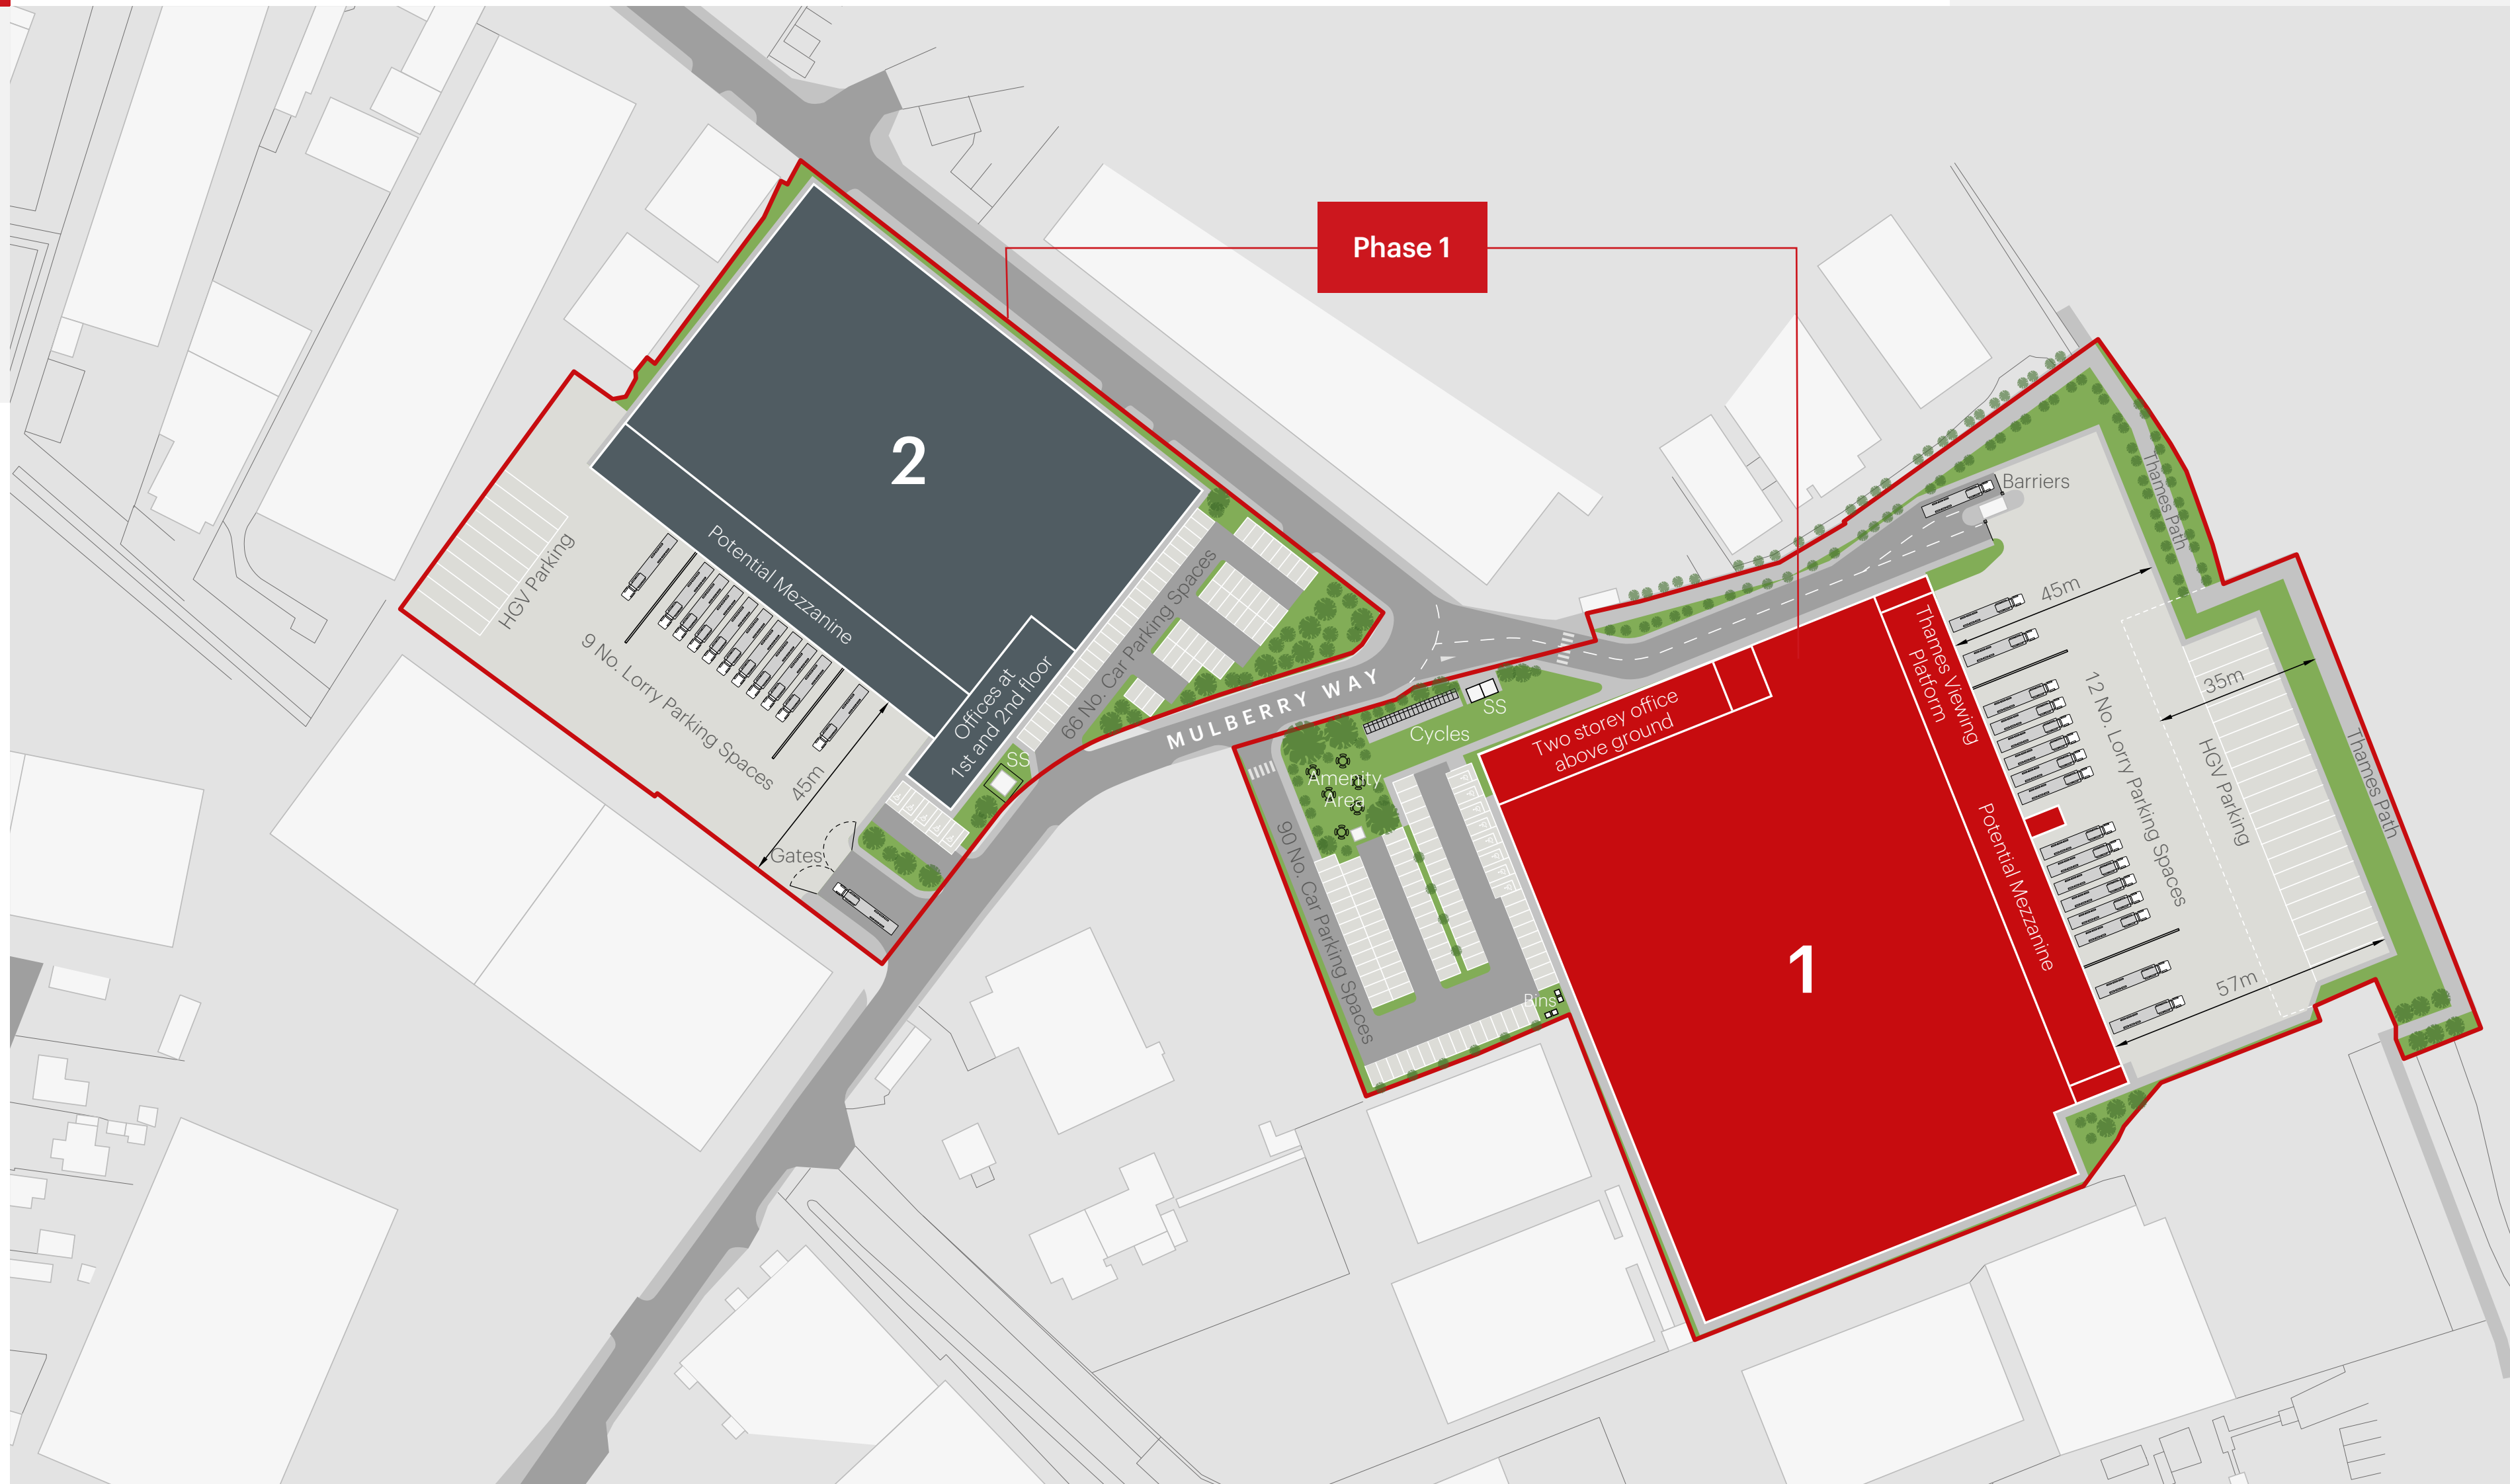 Phase 1
2
Potential Mezzanine
HGV Parking
9 No. Lorry Parking Spaces
45m
Gates
Offices at
1st and 2nd floor
SS
66 No. Car Parking Spaces
MULBERRY WAY
SS
Cycles
Amenity
Area
90 No. Car Parking Spaces
Bins
Two storey office
above ground
1
Thames Viewing
Platform
Potential Mezzanine
Barriers
Thames Path
45m
12 No. Lorry Parking Spaces
35m
HGV Parking
57m
Thames Path